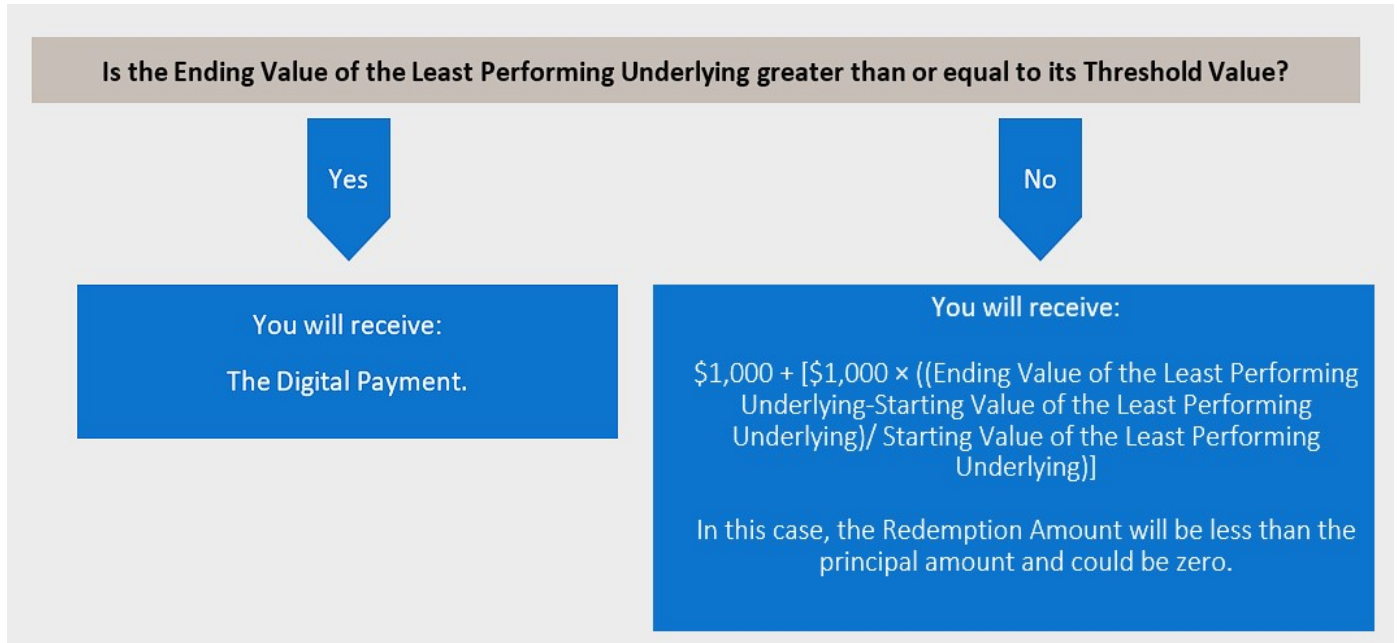 Is the Ending Value of the Least Performing Underlying greater than or equal to its Threshold Value?
Yes
No
You will receive:
The Digital Payment.
You will receive:
$1,000 + [$1,000 × ((Ending Value of the Least Performing
Underlying-Starting Value of the Least Performing
Underlying)/ Starting Value of the Least Performing
Underlying)]
In this case, the Redemption Amount will be less than the
principal amount and could be zero.